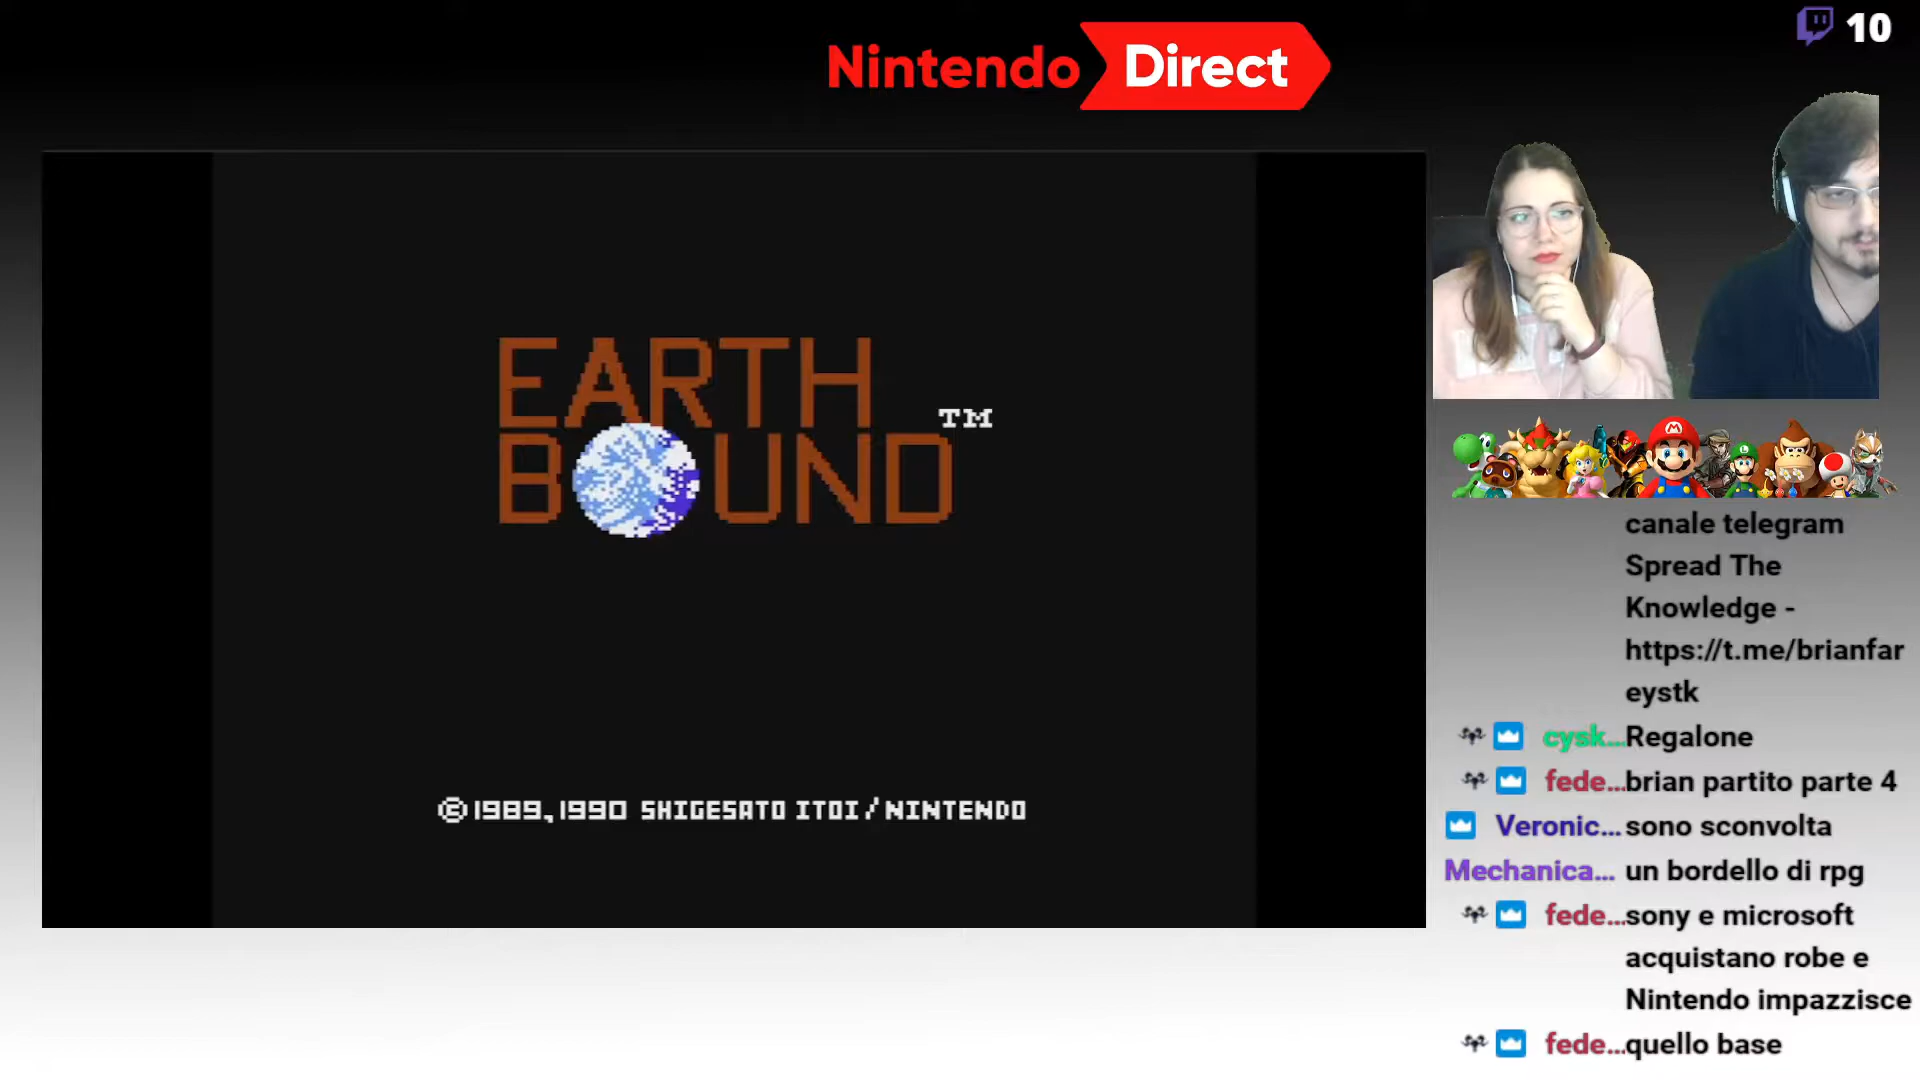 10
Nintendo Direct
EARTH
BOUND
TM
©1989,1990 SHIGESATO ITOI/NINTENDO
canale telegram
Spread The
Knowledge -
https://t.me/brianfar
eystk
cysk... Regalone
fede... brian partito parte 4
Veronic... sono sconvolta
Mechanica... un bordello di rpg
fede... sony e microsoft
acquistano robe e
Nintendo impazzisce
fede... quello base